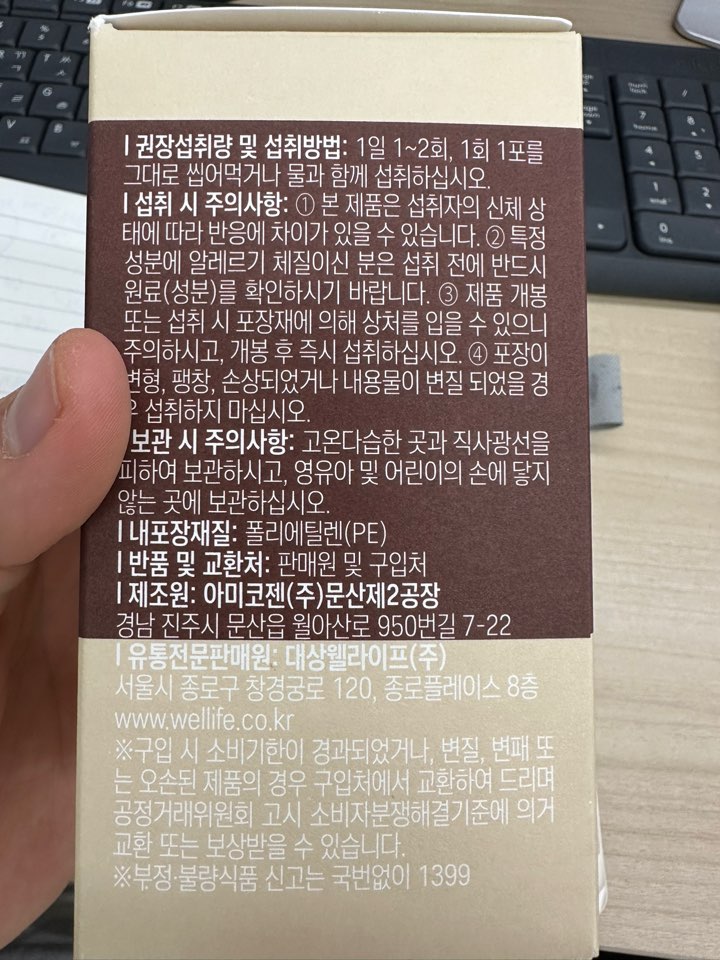 | 권장섭취량 및 섭취방법: 1일 1~2회, 1회 1포를
그대로 씹어먹거나 물과 함께 섭취하십시오.
| 섭취 시 주의사항: ① 본 제품은 섭취자의 신체 상
태에 따라 반응에 차이가 있을 수 있습니다. ② 특정
성분에 알레르기 체질이신 분은 섭취 전에 반드시
원료(성분)를 확인하시기 바랍니다. ③ 제품 개봉
또는 섭취 시 포장재에 의해 상처를 입을 수 있으니
주의하시고, 개봉 후 즉시 섭취하십시오. ④ 포장이
변형, 팽창, 손상되었거나 내용물이 변질 되었을 경
우 섭취하지 마십시오.
보관 시 주의사항: 고온다습한 곳과 직사광선을
피하여 보관하시고, 영유아 및 어린이의 손에 닿지
않는 곳에 보관하십시오.
| 내포장재질: 폴리에틸렌(PE)
| 반품 및 교환처: 판매원 및 구입처
| 제조원: 아미코젠(주)문산제2공장
경남 진주시 문산읍 월아산로 950번길 7-22
| 유통전문판매원: 대상웰라이프(주)
서울시 종로구 창경궁로 120, 종로플레이스 8층
www.wellife.co.kr
※구입 시 소비기한이 경과되었거나, 변질, 변패 또
는 오손된 제품의 경우 구입처에서 교환하여 드리며
공정거래위원회 고시 소비자분쟁해결기준에 의거
교환 또는 보상받을 수 있습니다.
※부정·불량식품 신고는 국번없이 1399